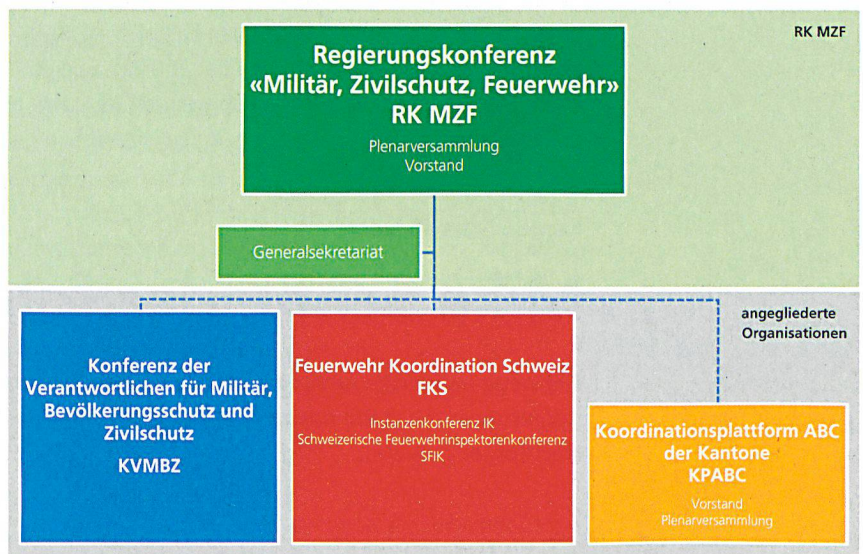 RK MZF
Regierungskonferenz
«Militär, Zivilschutz, Feuerwehr»
RK MZF
Plenarversammlung
Vorstand
Generalsekretariat
angegliederte
Organisationen
Konferenz der
Verantwortlichen für Militär,
Bevölkerungsschutz und
Zivilschutz
KVMBZ
Feuerwehr Koordination Schweiz
FKS
Instanzenkonferenz IK
Schweizerische Feuerwehrinspektorenkonferenz
SFIK
Koordinationsplattform ABC
der Kantone
KPABC
Vorstand
Plenarversammlung